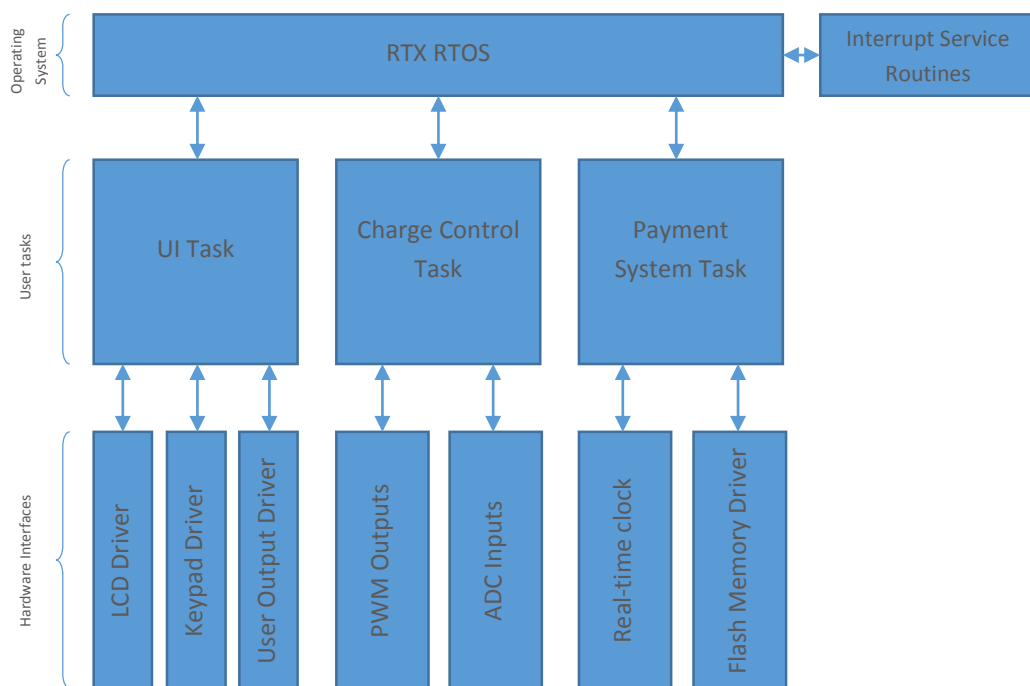 Operating
System
RTX RTOS
Interrupt Service
Routines
User tasks
UI Task
Charge Control
Task
Payment
System Task
Hardware Interfaces
LCD Driver
Keypad Driver
User Output Driver
PWM Outputs
ADC Inputs
Real-time clock
Flash Memory Driver